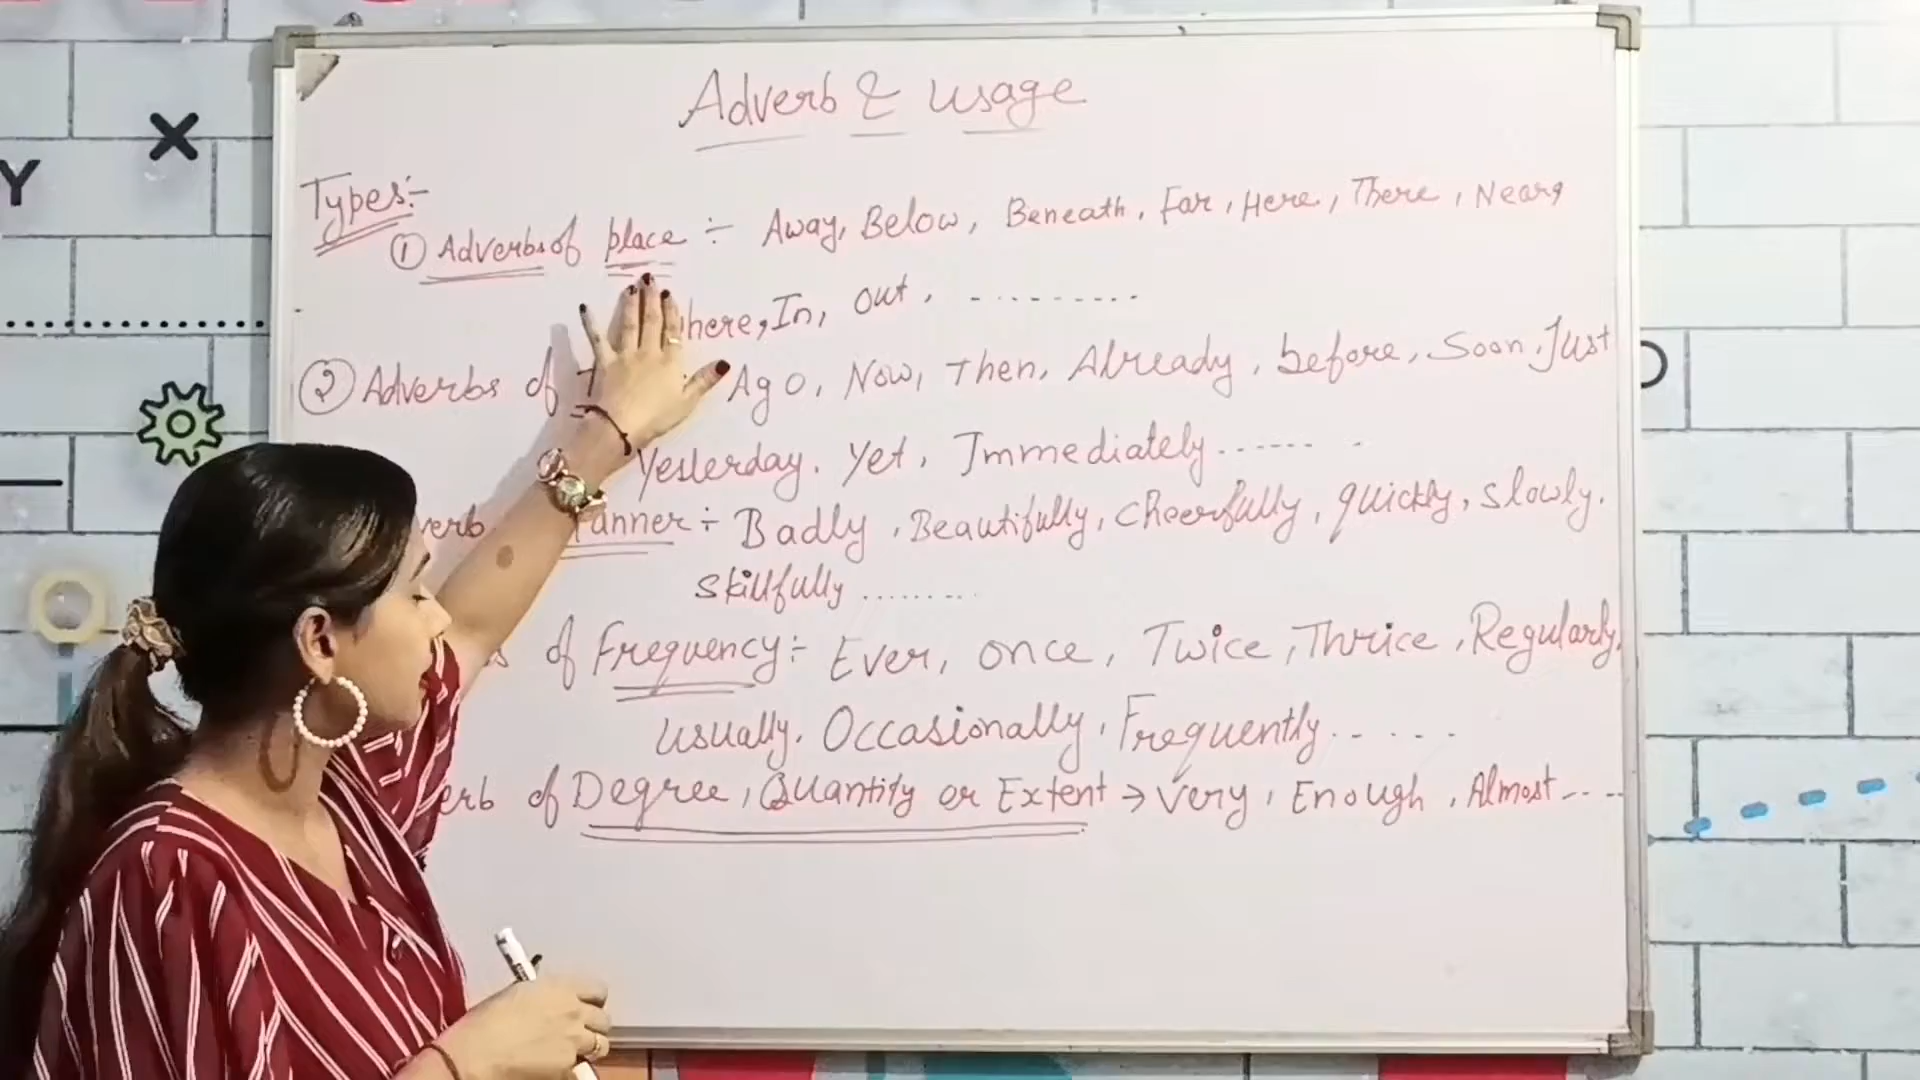 Adverb & Usage
Types:-
① Adverbs of place ÷ Away, Below, Beneath, Far, Here, There, Near,
here, In, Out, ----------
② Adverbs of Ago, Now, Then, Already, before, Soon, Just
Yesterday. Yet, Immediately ------ -
verb anner ÷ Badly, Beautifully, Cheerfully, quickly, slowly.
Skillfully .........
s of Frequency:- Ever, once, Twice, Thrice, Regularly,
Usually, Occasionally, Frequently - - - - -
erb of Degree, Quantity or Extent → Very, Enough, Almost-- --
Y